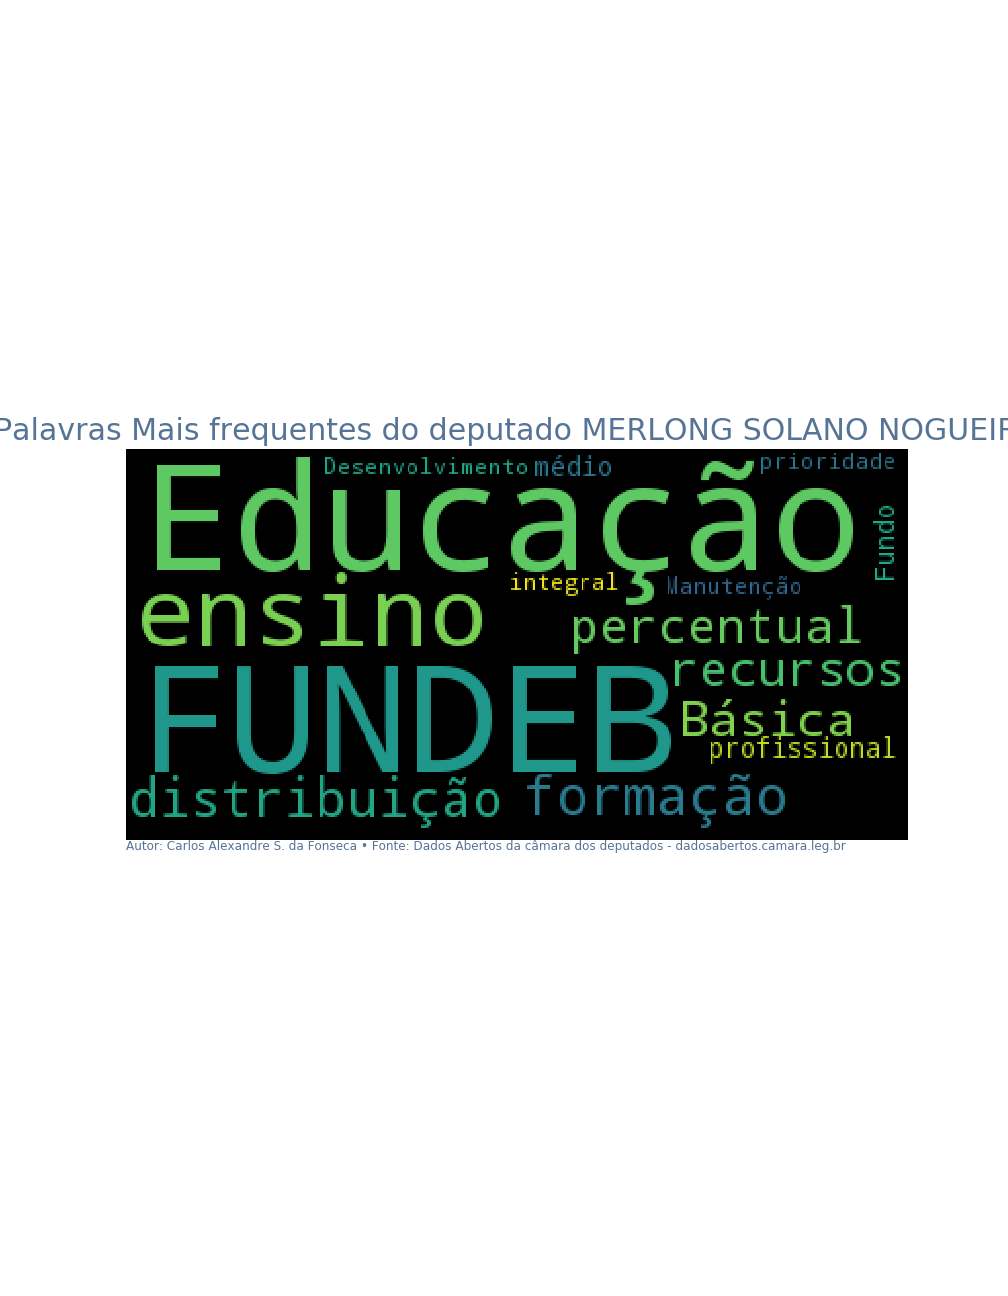 Palavras Mais frequentes do deputado MERLONG SOLANO NOGUEIR
Desenvolvimento médio prioridade
Educação
Fundo
integral Manutenção
ensino percentual
recursos
FUNDEB Básica
profissional
distribuição formação
Autor: Carlos Alexandre S. da Fonseca • Fonte: Dados Abertos da câmara dos deputados - dadosabertos.camara.leg.br